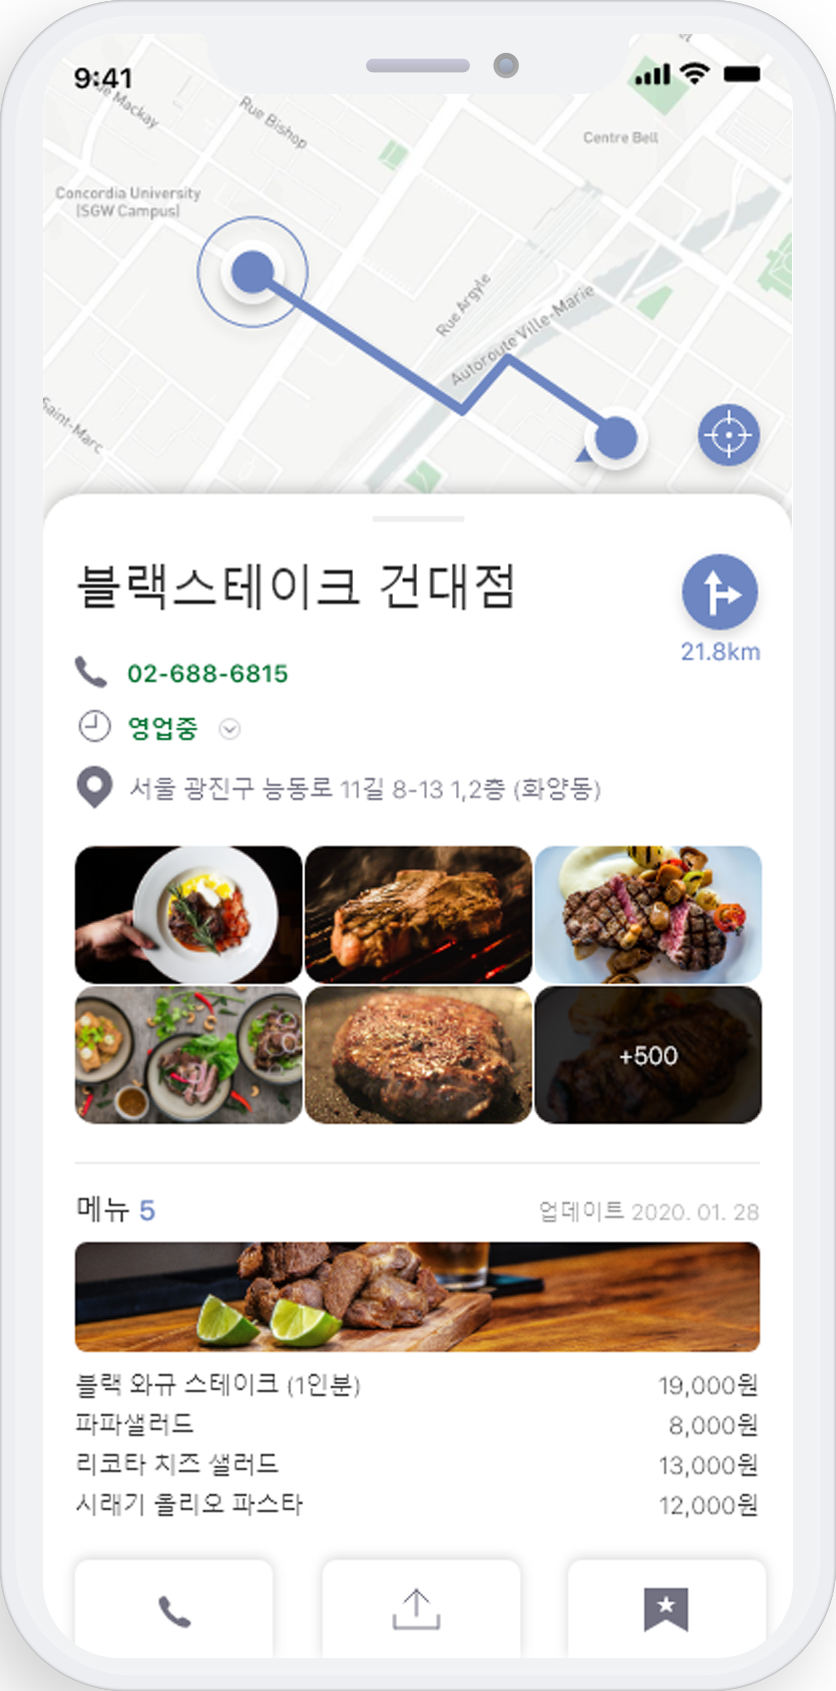 9:41
Rue Mackay
Rue Bishop
Centre Bell
Concordia University
(SGW Campus)
Rue Argyle
Autoroute Ville-Marie
Saint-Marc
블랙스테이크 건대점
21.8km
02-688-6815
영업중
서울 광진구 능동로 11길 8-13 1,2층 (화양동)
+500
메뉴 5
업데이트 2020. 01. 28
블랙 와규 스테이크 (1인분) 19,000원
파파샐러드 8,000원
리코타 치즈 샐러드 13,000원
시래기 올리오 파스타 12,000원